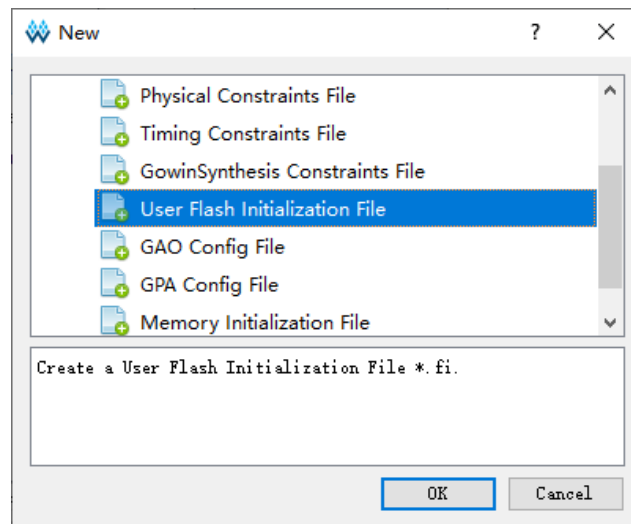 New
?
Physical Constraints File
Timing Constraints File
GowinSynthesis Constraints File
User Flash Initialization File
GAO Config File
GPA Config File
Memory Initialization File
Create a User Flash Initialization File *.fi.
OK
Cancel